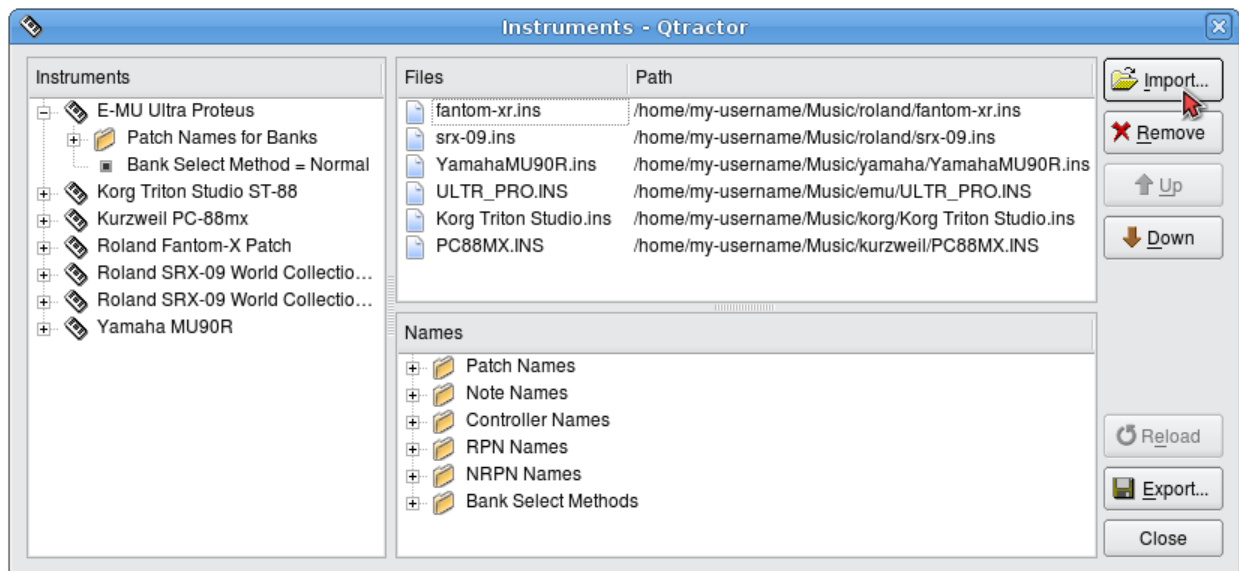 Instruments - Qtractor
Instruments
E-MU Ultra Proteus
Patch Names for Banks
Bank Select Method = Normal
Korg Triton Studio ST-88
Kurzweil PC-88mx
Roland Fantom-X Patch
Roland SRX-09 World Collectio...
Roland SRX-09 World Collectio...
Yamaha MU90R
Files Path
fantom-xr.ins /home/my-username/Music/roland/fantom-xr.ins
srx-09.ins /home/my-username/Music/roland/srx-09.ins
YamahaMU90R.ins /home/my-username/Music/yamaha/YamahaMU90R.ins
ULTR_PRO.INS /home/my-username/Music/emu/ULTR_PRO.INS
Korg Triton Studio.ins /home/my-username/Music/korg/Korg Triton Studio.ins
PC88MX.INS /home/my-username/Music/kurzweil/PC88MX.INS
Names
Patch Names
Note Names
Controller Names
RPN Names
NRPN Names
Bank Select Methods
Import...
Remove
Up
Down
Reload
Export...
Close